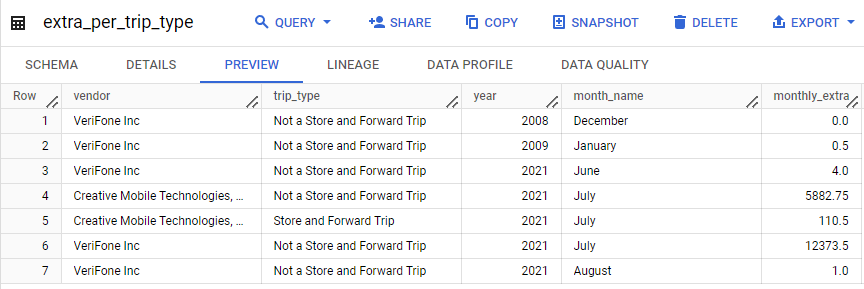 extra_per_trip_type QUERY SHARE COPY SNAPSHOT DELETE EXPORT
SCHEMA DETAILS PREVIEW LINEAGE DATA PROFILE DATA QUALITY
Row vendor trip_type year month_name monthly_extra
1 VeriFone Inc Not a Store and Forward Trip 2008 December 0.0
2 VeriFone Inc Not a Store and Forward Trip 2009 January 0.5
3 VeriFone Inc Not a Store and Forward Trip 2021 June 4.0
4 Creative Mobile Technologies, ... Not a Store and Forward Trip 2021 July 5882.75
5 Creative Mobile Technologies, ... Store and Forward Trip 2021 July 110.5
6 VeriFone Inc Not a Store and Forward Trip 2021 July 12373.5
7 VeriFone Inc Not a Store and Forward Trip 2021 August 1.0